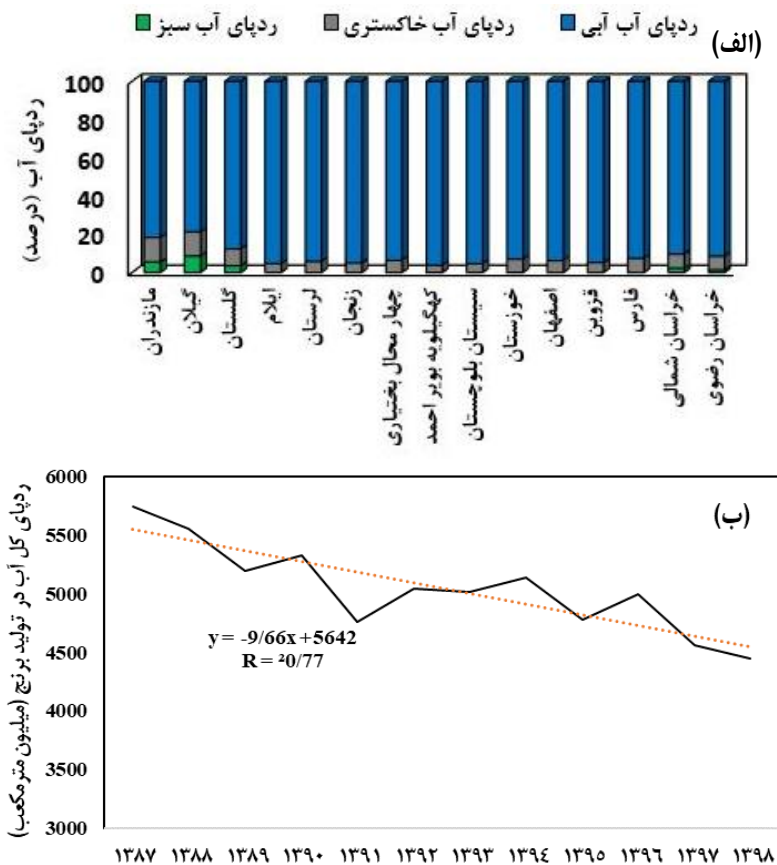 (الف)
ردپای آب آبی
ردپای آب خاکستری
ردپای آب سبز
ردپای آب (درصد)
100
80
60
40
20
0
مازندران
گیلان
گلستان
ایلام
لرستان
زنجان
چهار محال بختیاری
کهگیلویه بویر احمد
سیستان بلوچستان
خوزستان
اصفهان
قزوین
فارس
خراسان شمالی
خراسان رضوی
(ب)
ردپای کل آب در تولید برنج (میلیون مترمکعب)
6000
5500
5000
4500
4000
3500
3000
y = -9/66x + 5642
R = ²0/77
۱۳۸۷ ۱۳۸۸ ۱۳۸۹ ۱۳۹۰ ۱۳۹۱ ۱۳۹۲ ۱۳۹۳ ۱۳۹٤ ۱۳۹٥ ۱۳۹٦ ۱۳۹۷ ۱۳۹۸